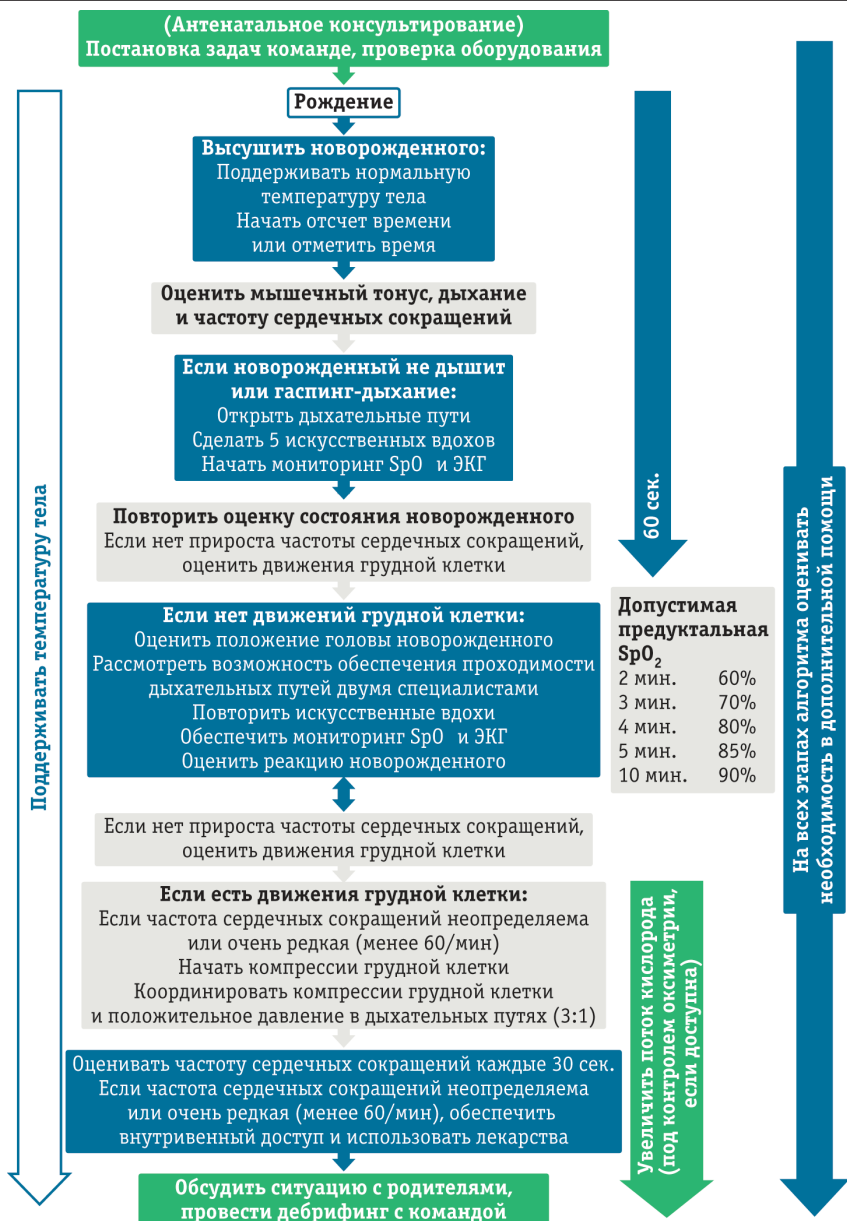 (Антенатальное консультирование)
Постановка задач команде, проверка оборудования
Рождение
Высушить новорожденного:
Поддерживать нормальную
температуру тела
Начать отсчет времени
или отметить время
Оценить мышечный тонус, дыхание
и частоту сердечных сокращений
Если новорожденный не дышит
или гаспинг-дыхание:
Открыть дыхательные пути
Сделать 5 искусственных вдохов
Начать мониторинг SpO и ЭКГ
Повторить оценку состояния новорожденного
Если нет прироста частоты сердечных сокращений,
оценить движения грудной клетки
Если нет движений грудной клетки:
Оценить положение головы новорожденного
Рассмотреть возможность обеспечения проходимости
дыхательных путей двумя специалистами
Повторить искусственные вдохи
Обеспечить мониторинг SpO и ЭКГ
Оценить реакцию новорожденного
Если нет прироста частоты сердечных сокращений,
оценить движения грудной клетки
Если есть движения грудной клетки:
Если частота сердечных сокращений неопределяема
или очень редкая (менее 60/мин)
Начать компрессии грудной клетки
Координировать компрессии грудной клетки
и положительное давление в дыхательных путях (3:1)
Оценивать частоту сердечных сокращений каждые 30 сек.
Если частота сердечных сокращений неопределяема
или очень редкая (менее 60/мин), обеспечить
внутривенный доступ и использовать лекарства
Обсудить ситуацию с родителями,
провести дебрифинг с командой
Поддерживать температуру тела
60 сек.
Допустимая
предуктальная
SpO₂
2 мин. 60%
3 мин. 70%
4 мин. 80%
5 мин. 85%
10 мин. 90%
Увеличить поток кислорода
(под контролем оксиметрии,
если доступна)
На всех этапах алгоритма оценивать
необходимость в дополнительной помощи